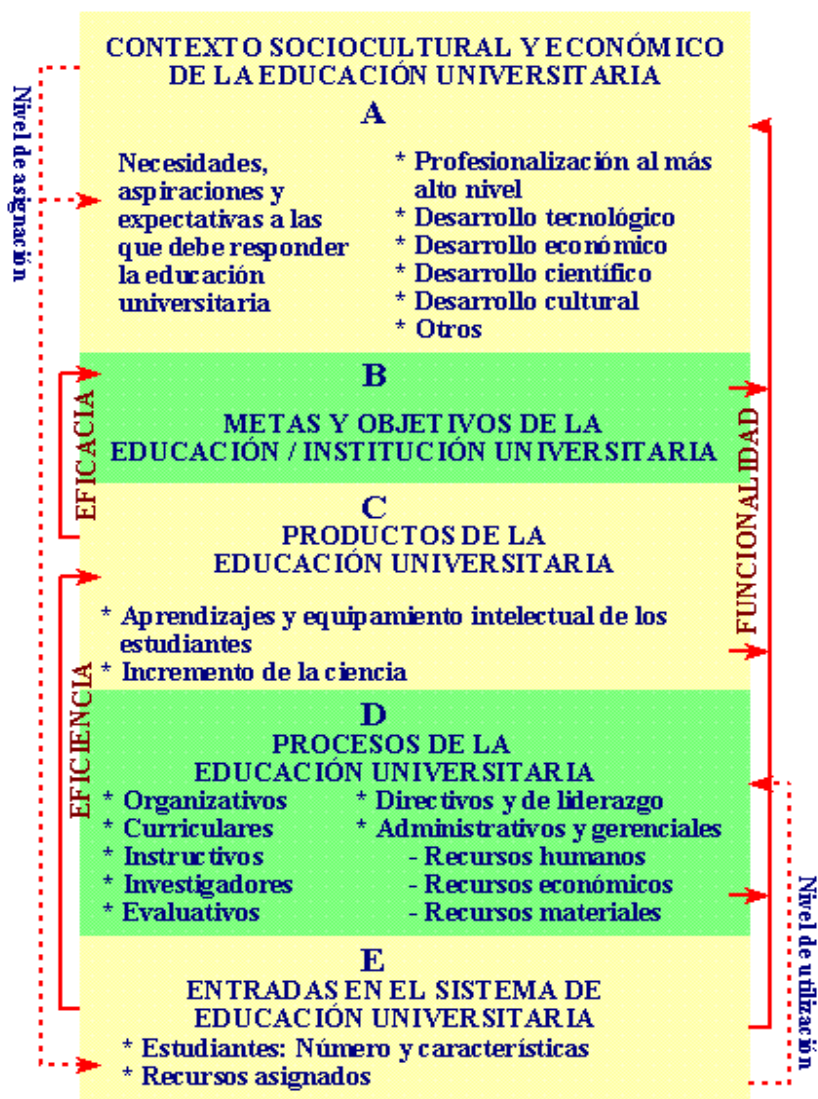 CONTEXTO SOCIOCULTURAL Y ECONÓMICO
DE LA EDUCACIÓN UNIVERSITARIA
A
Necesidades,
aspiraciones y
expectativas a las
que debe responder
la educación
universitaria
* Profesionalización al más
alto nivel
* Desarrollo tecnológico
* Desarrollo económico
* Desarrollo científico
* Desarrollo cultural
* Otros
Nivel de asignación
B
METAS Y OBJETIVOS DE LA
EDUCACIÓN / INSTITUCIÓN UNIVERSITARIA
EFICACIA
FUNCIONALIDAD
C
PRODUCTOS DE LA
EDUCACIÓN UNIVERSITARIA
* Aprendizajes y equipamiento intelectual de los
estudiantes
* Incremento de la ciencia
EFICIENCIA
D
PROCESOS DE LA
EDUCACIÓN UNIVERSITARIA
* Organizativos
* Curriculares
* Instructivos
* Investigadores
* Evaluativos
* Directivos y de liderazgo
* Administrativos y gerenciales
- Recursos humanos
- Recursos económicos
- Recursos materiales
Nivel de utilización
E
ENTRADAS EN EL SISTEMA DE
EDUCACIÓN UNIVERSITARIA
* Estudiantes: Número y características
* Recursos asignados